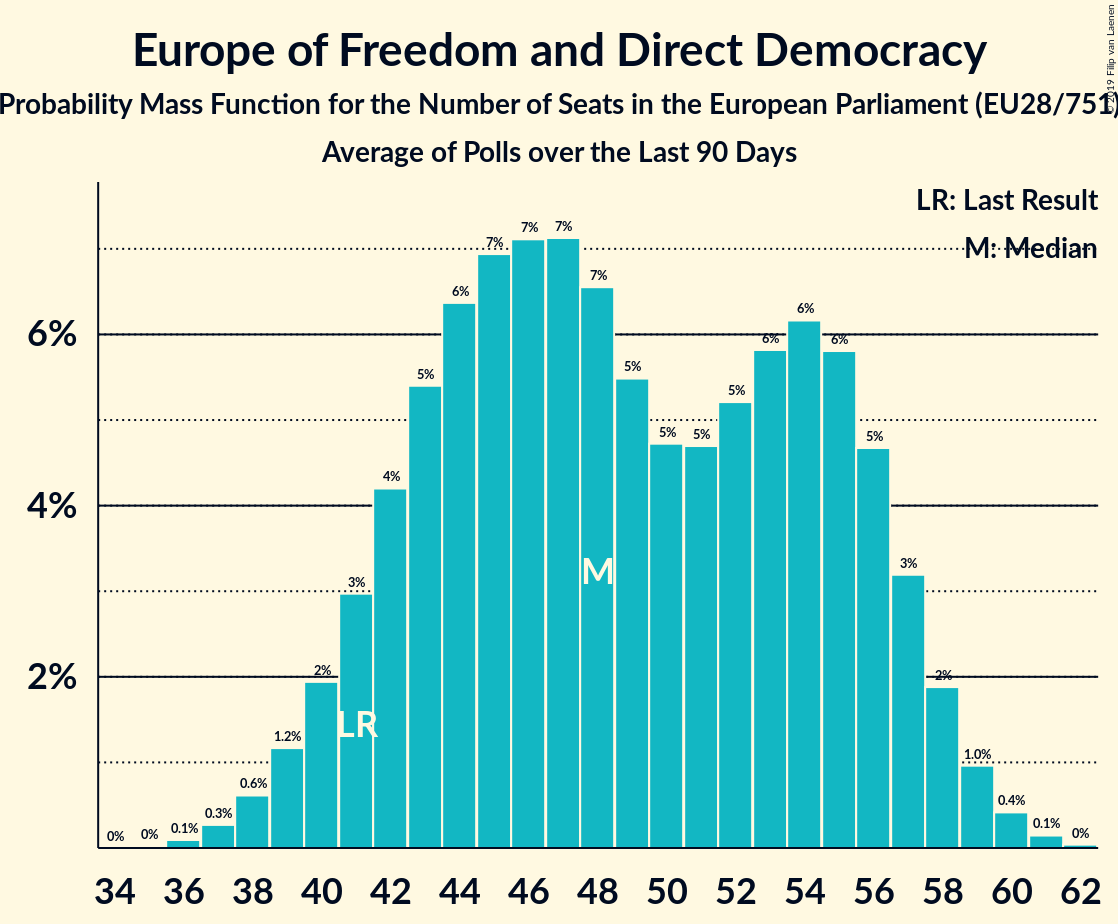 Europe of Freedom and Direct Democracy
Probability Mass Function for the Number of Seats in the European Parliament (EU28/751)
Average of Polls over the Last 90 Days
© 2019 Filip van Laenen
LR: Last Result
M: Median
6%
4%
2%
0% 0% 0.1% 0.3% 0.6% 1.2% 2% 3% 4% 5% 6% 7% 7% 7% 7% 5% 5% 5% 5% 6% 6% 6% 5% 3% 2% 1.0% 0.4% 0.1% 0%
M
LR
34 36 38 40 42 44 46 48 50 52 54 56 58 60 62